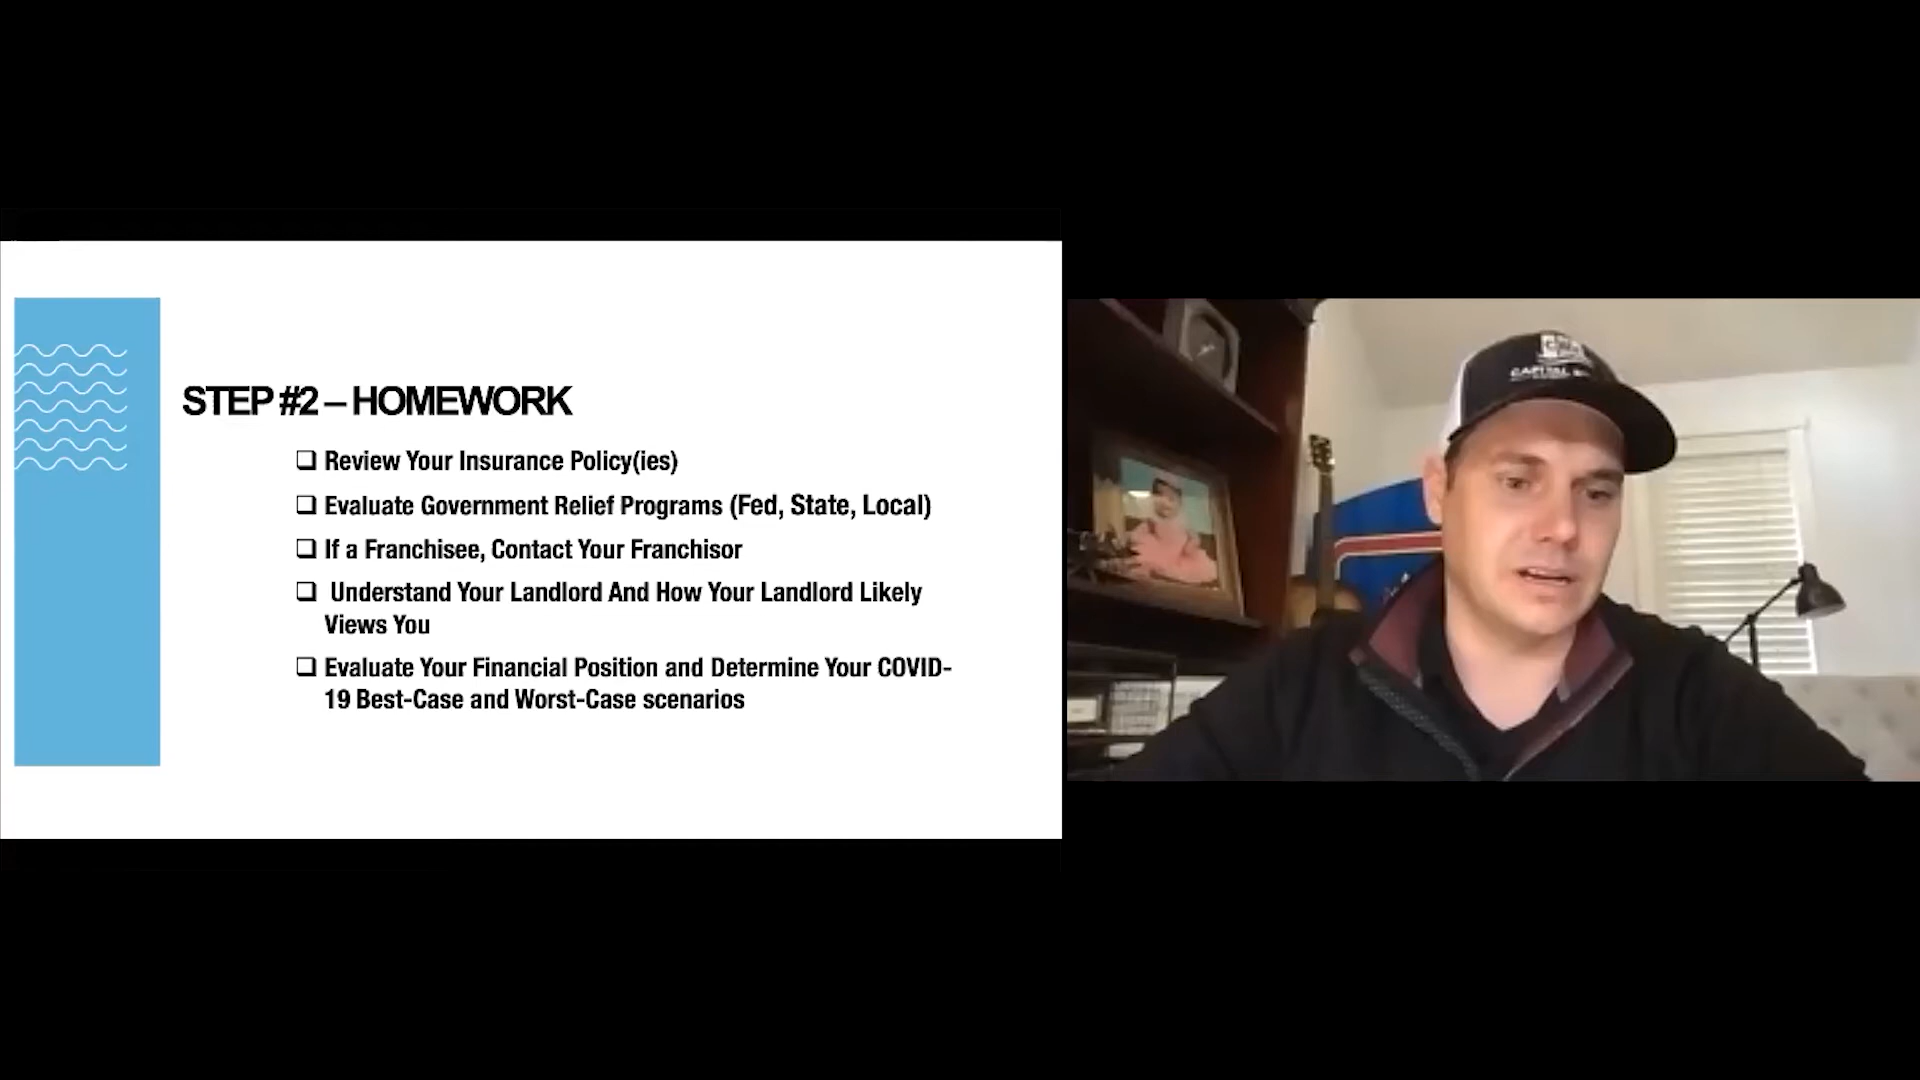 STEP #2 – HOMEWORK
Review Your Insurance Policy(ies)
Evaluate Government Relief Programs (Fed, State, Local)
If a Franchisee, Contact Your Franchisor
Understand Your Landlord And How Your Landlord Likely
Views You
Evaluate Your Financial Position and Determine Your COVID-
19 Best-Case and Worst-Case scenarios
CAPITAL